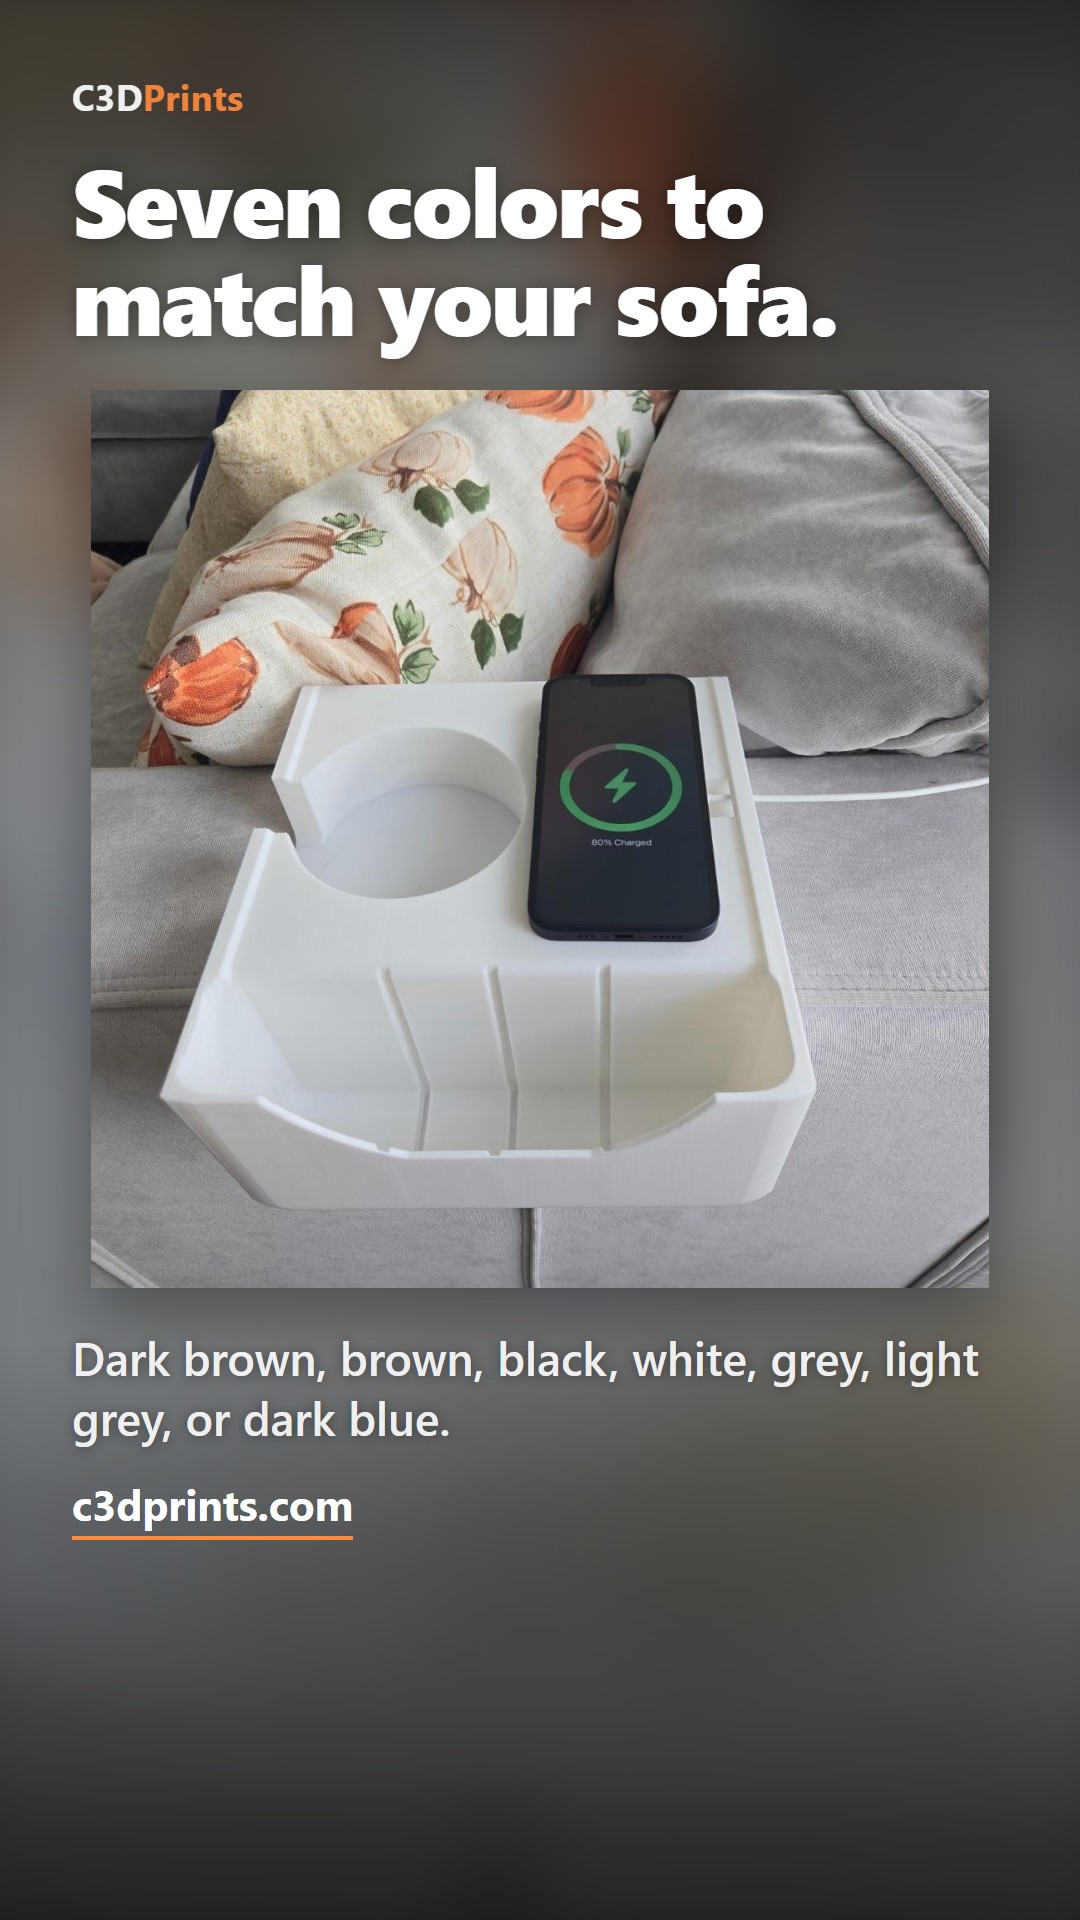 C3DPrints
Seven colors to
match your sofa.
80% Charged
Dark brown, brown, black, white, grey, light
grey, or dark blue.
c3dprints.com